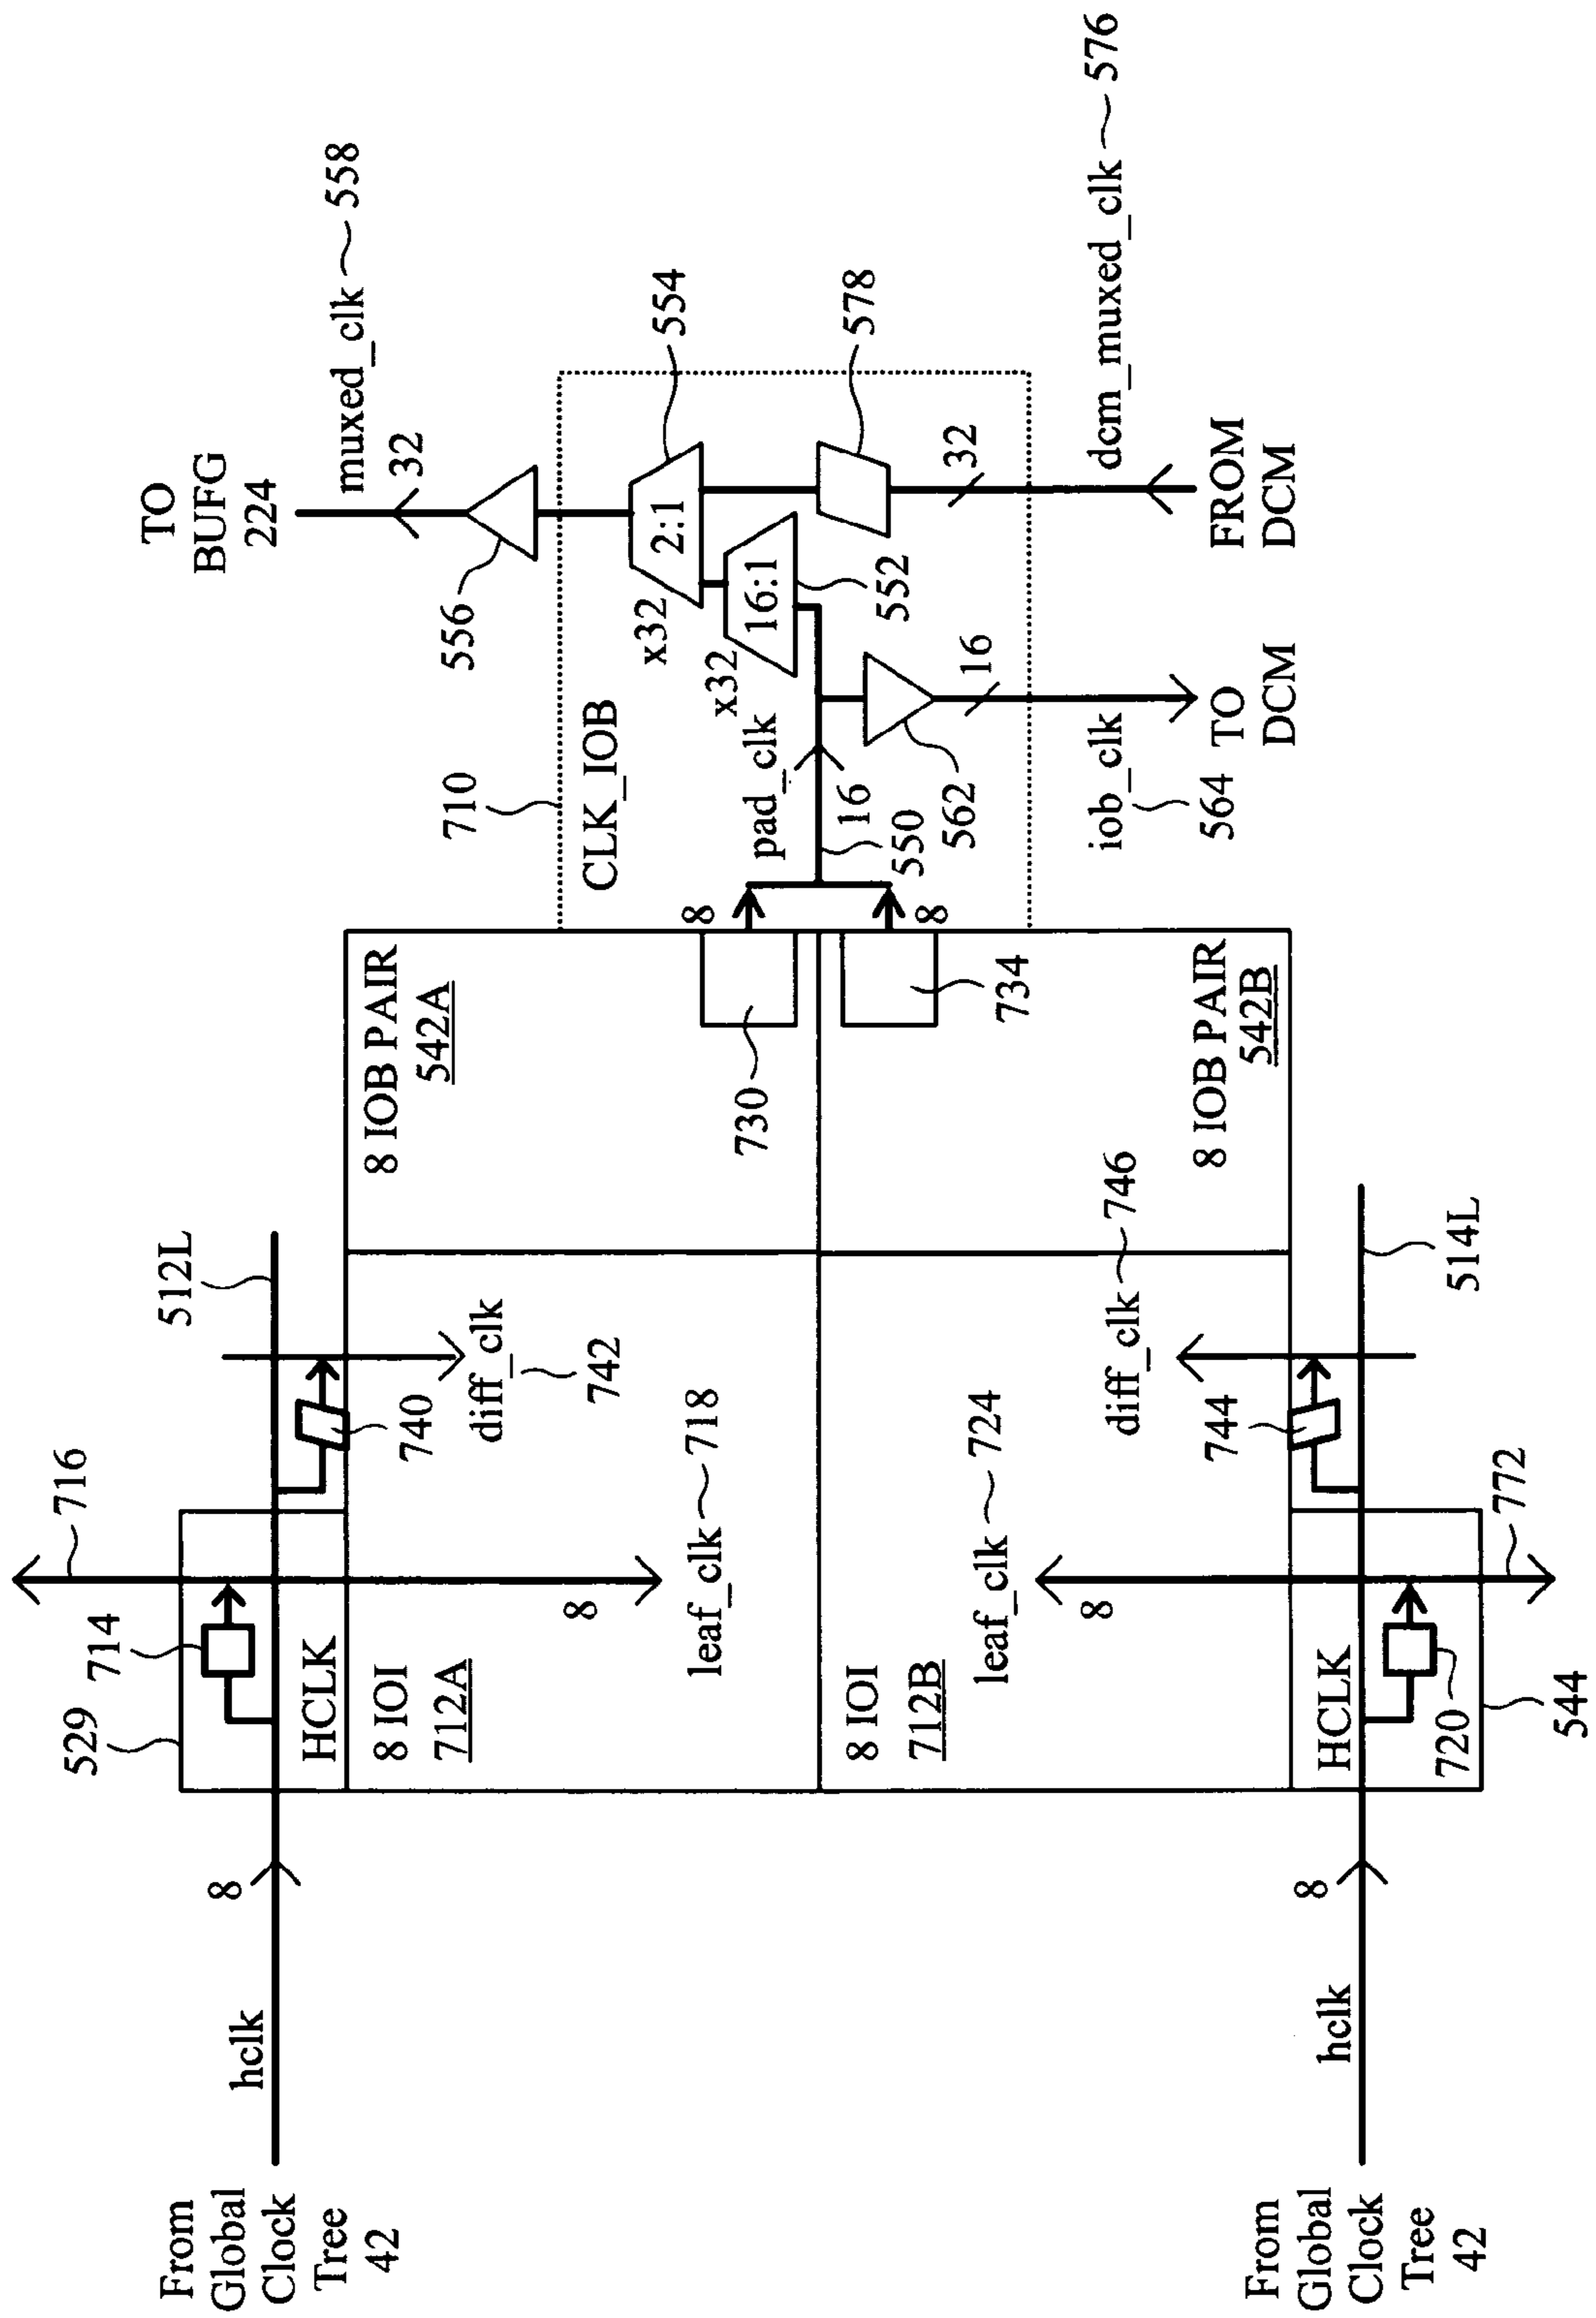 TO
BUFG
224
muxed_clk 558
32
556
554
2:1
x32
16:1
x32
552
578
710
CLK_IOB
pad_clk
16
550
562
16
32
iob_clk
564
TO
DCM
FROM
DCM
dcm_muxed_clk 576
8
8
8 IOB PAIR
542A
730
734
8 IOB PAIR
542B
512L
716
529
714
HCLK
740
diff_clk
742
8
leaf_clk 718
8 IOI
712A
8 IOI
712B
leaf_clk 724
8
diff_clk 746
744
514L
HCLK
720
772
544
From
Global
Clock
Tree
42
hclk
8
From
Global
Clock
Tree
42
hclk
8